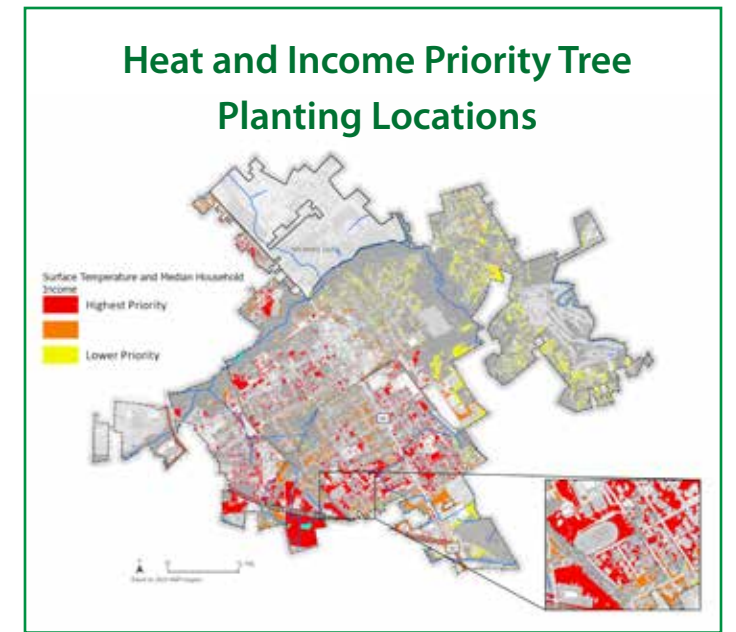 Heat and Income Priority Tree
Planting Locations
Surface Temperature and Median Household
Income
Highest Priority
Lower Priority